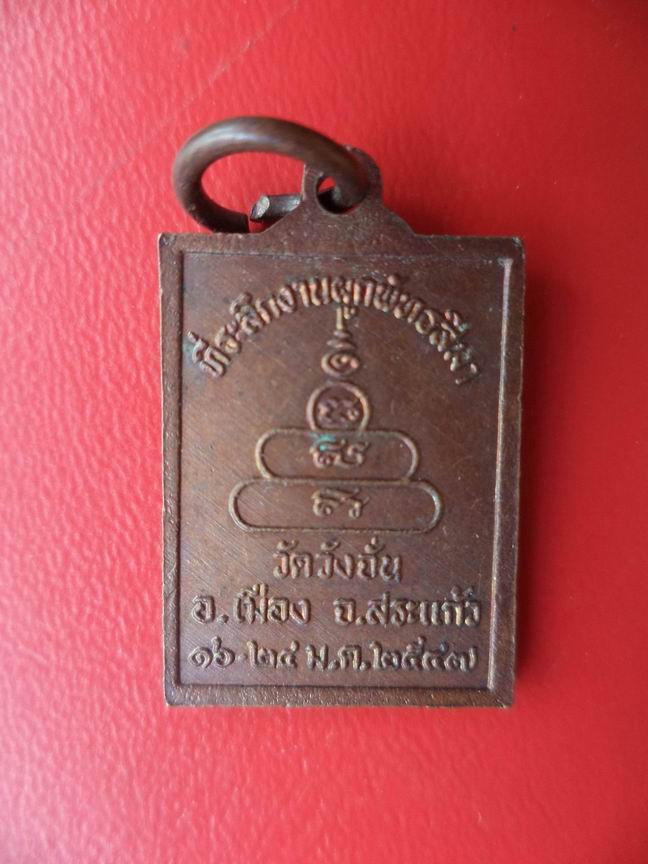 ที่ระลึกงานผูกพัทธสีมา
วัดวังจั่น
อ.เมือง จ.สระแก้ว
๑๖-๒๔ ม.ค.๒๕๔๗